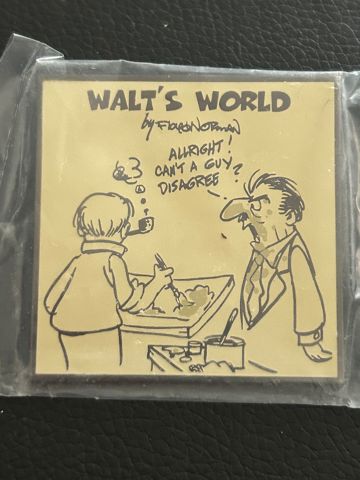 WALT'S WORLD
by Floyd Norman
ALLRIGHT!
CAN'T A GUY
DISAGREE?